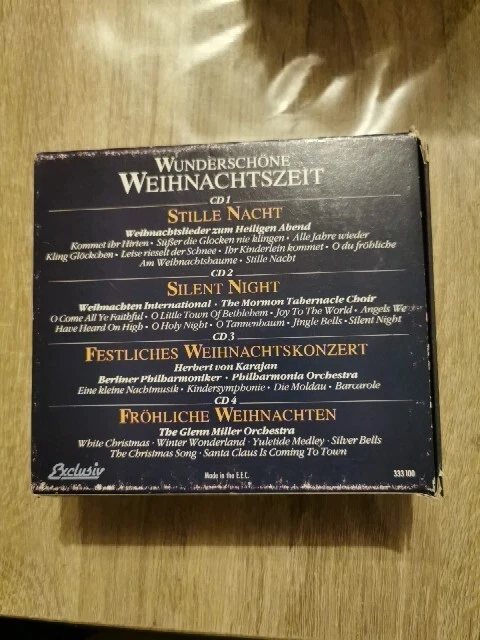 WUNDERSCHÖNE
WEIHNACHTSZEIT
CD 1
STILLE NACHT
Weihnachtslieder zum Heiligen Abend
Kommet ihr Hirten • Süßer die Glocken nie klingen • Alle Jahre wieder
Kling Glöckchen • Leise rieselt der Schnee • Ihr Kinderlein kommet • O du fröhliche
Am Weihnachtsbaume • Stille Nacht
CD 2
SILENT NIGHT
Weihnachten International • The Mormon Tabernacle Choir
O Come All Ye Faithful • O Little Town Of Bethlehem • Joy To The World • Angels We
Have Heard On High • O Holy Night • O Tannenbaum • Jingle Bells • Silent Night
CD 3
FESTLICHES WEIHNACHTSKONZERT
Herbert von Karajan
Berliner Philharmoniker • Philharmonia Orchestra
Eine kleine Nachtmusik • Kindersymphonie • Die Moldau • Barcarole
CD 4
FRÖHLICHE WEIHNACHTEN
The Glenn Miller Orchestra
White Christmas • Winter Wonderland • Yuletide Medley • Silver Bells
The Christmas Song • Santa Claus Is Coming To Town
Exclusiv
Made in the E.E.C.
333 100